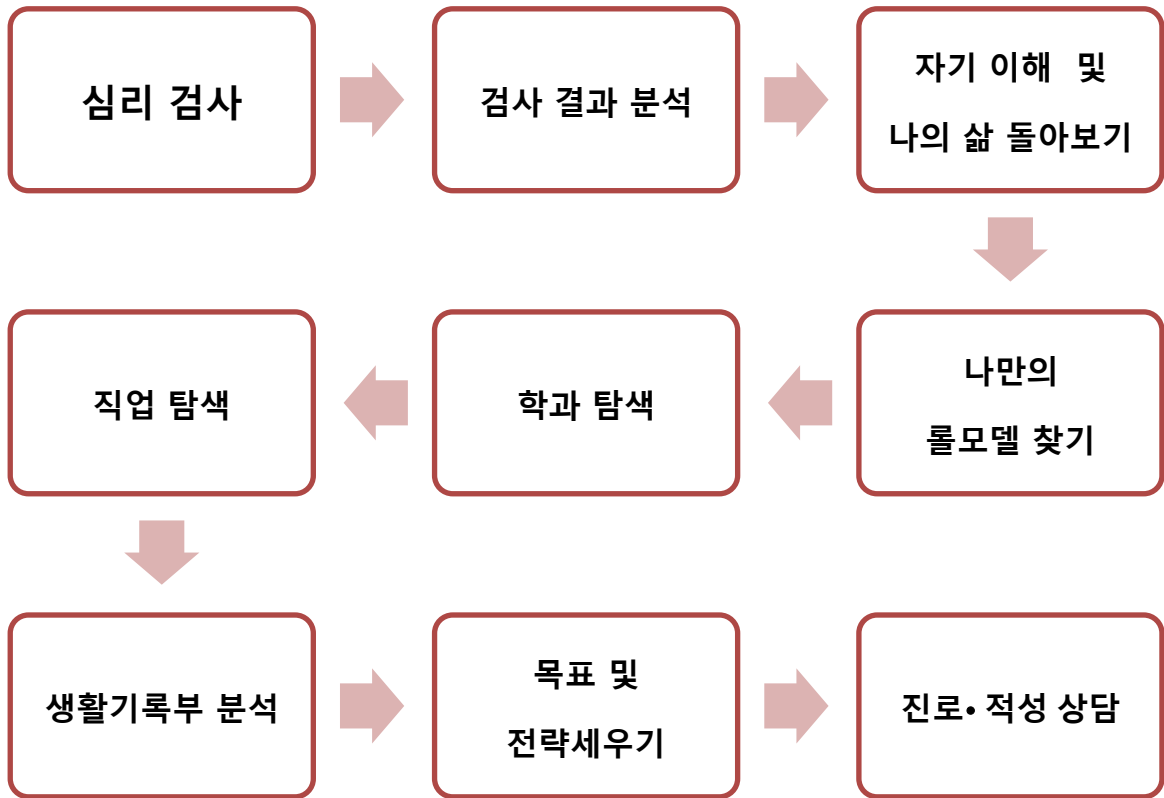 심리 검사
검사 결과 분석
자기 이해 및
나의 삶 돌아보기
나만의
롤모델 찾기
학과 탐색
직업 탐색
생활기록부 분석
목표 및
전략세우기
진로• 적성 상담